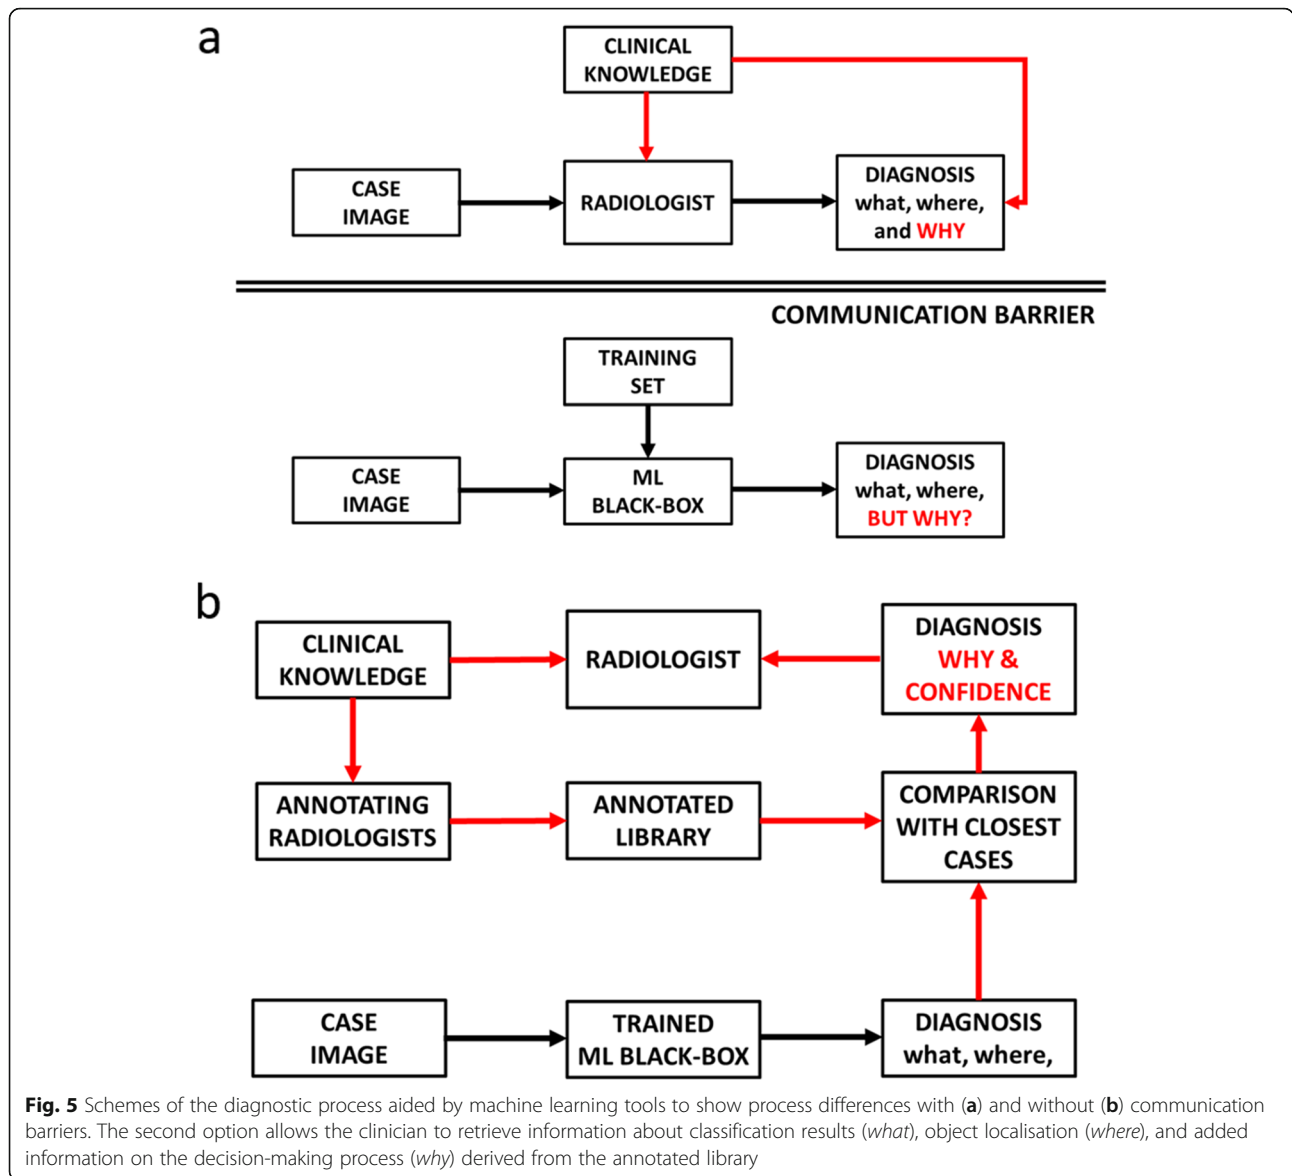 a
CLINICAL
KNOWLEDGE
CASE
IMAGE
RADIOLOGIST
DIAGNOSIS
what, where,
and WHY
COMMUNICATION BARRIER
TRAINING
SET
CASE
IMAGE
ML
BLACK-BOX
DIAGNOSIS
what, where,
BUT WHY?
b
CLINICAL
KNOWLEDGE
RADIOLOGIST
DIAGNOSIS
WHY &
CONFIDENCE
ANNOTATING
RADIOLOGISTS
ANNOTATED
LIBRARY
COMPARISON
WITH CLOSEST
CASES
CASE
IMAGE
TRAINED
ML BLACK-BOX
DIAGNOSIS
what, where,
Fig. 5 Schemes of the diagnostic process aided by machine learning tools to show process differences with (a) and without (b) communication
barriers. The second option allows the clinician to retrieve information about classification results (what), object localisation (where), and added
information on the decision-making process (why) derived from the annotated library